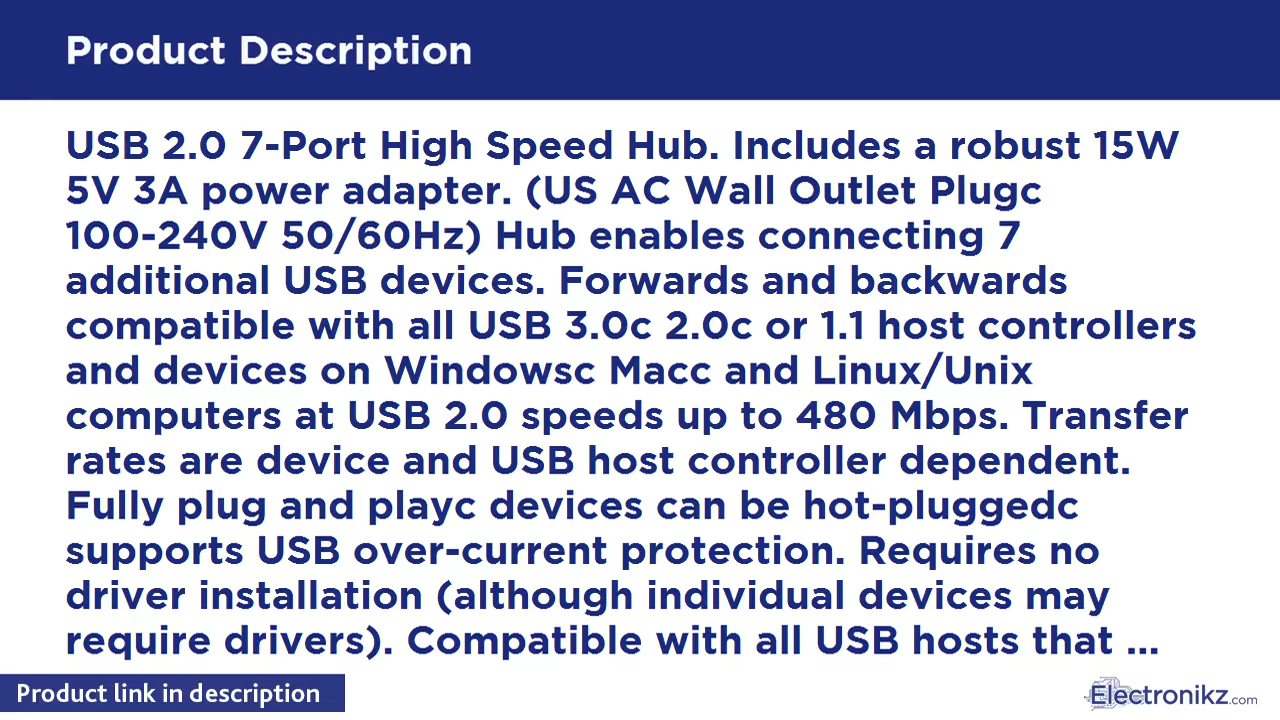 Product Description
USB 2.0 7-Port High Speed Hub. Includes a robust 15W
5V 3A power adapter. (US AC Wall Outlet Plugc
100-240V 50/60Hz) Hub enables connecting 7
additional USB devices. Forwards and backwards
compatible with all USB 3.0c 2.0c or 1.1 host controllers
and devices on Windowsc Macc and Linux/Unix
computers at USB 2.0 speeds up to 480 Mbps. Transfer
rates are device and USB host controller dependent.
Fully plug and playc devices can be hot-pluggedc
supports USB over-current protection. Requires no
driver installation (although individual devices may
require drivers). Compatible with all USB hosts that ...
Product link in description
Electronikz.com